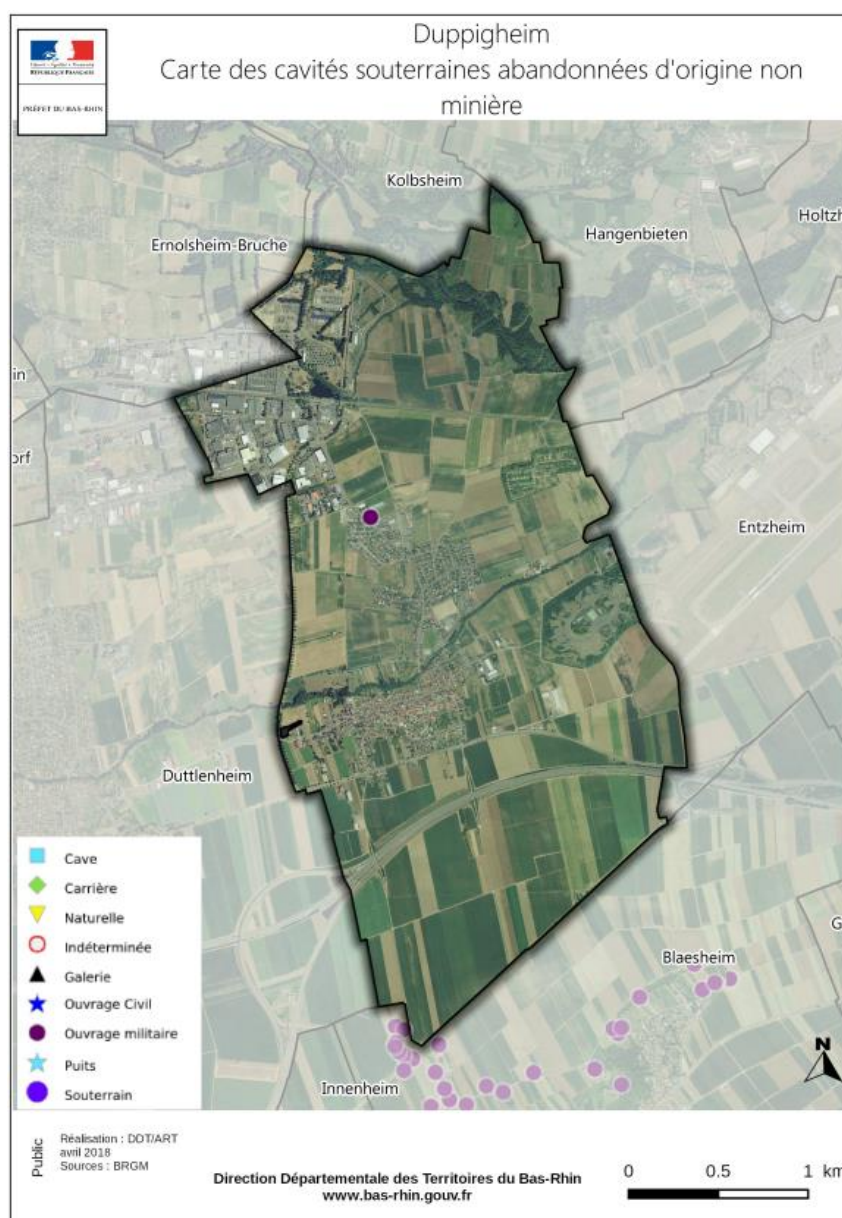 Duppigheim
Carte des cavités souterraines abandonnées d'origine non
minière
RÉPUBLIQUE FRANÇAISE
PRÉFET DU BAS-RHIN
Kolbsheim
Hangenbieten
Holtzh
Ernolsheim-Bruche
in
orf
Entzheim
Duttlenheim
Cave
Carrière
Naturelle
Indéterminée
Galerie
Ouvrage Civil
Ouvrage militaire
Puits
Souterrain
G
Blaesheim
Innenheim
N
Public
Réalisation : DDT/ART
avril 2018
Sources : BRGM
Direction Départementale des Territoires du Bas-Rhin
www.bas-rhin.gouv.fr
0 0.5 1 km